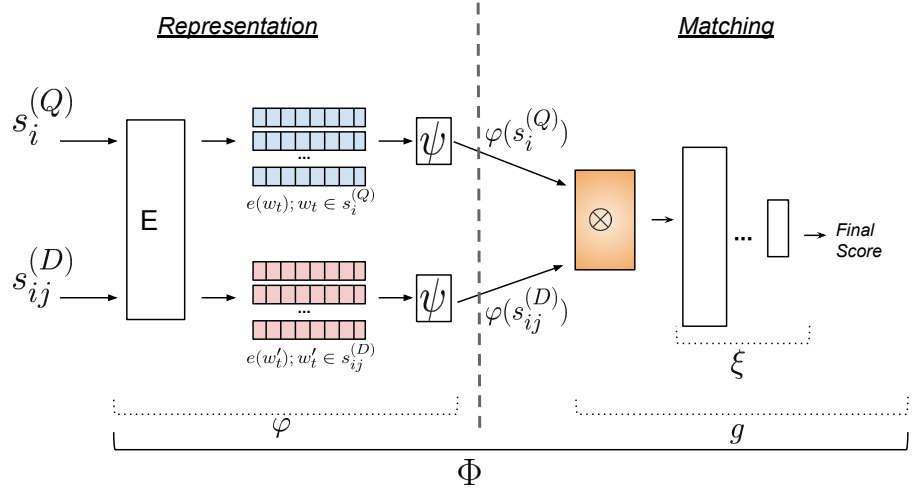 Representation
Matching
s_i^{(Q)}
...
ψ
φ(s_i^{(Q)})
e(w_t); w_t ∈ s_i^{(Q)}
E
⊗
...
Final
Score
s_{ij}^{(D)}
...
ψ
φ(s_{ij}^{(D)})
e(w'_t); w'_t ∈ s_{ij}^{(D)}
ξ
φ
g
Φ